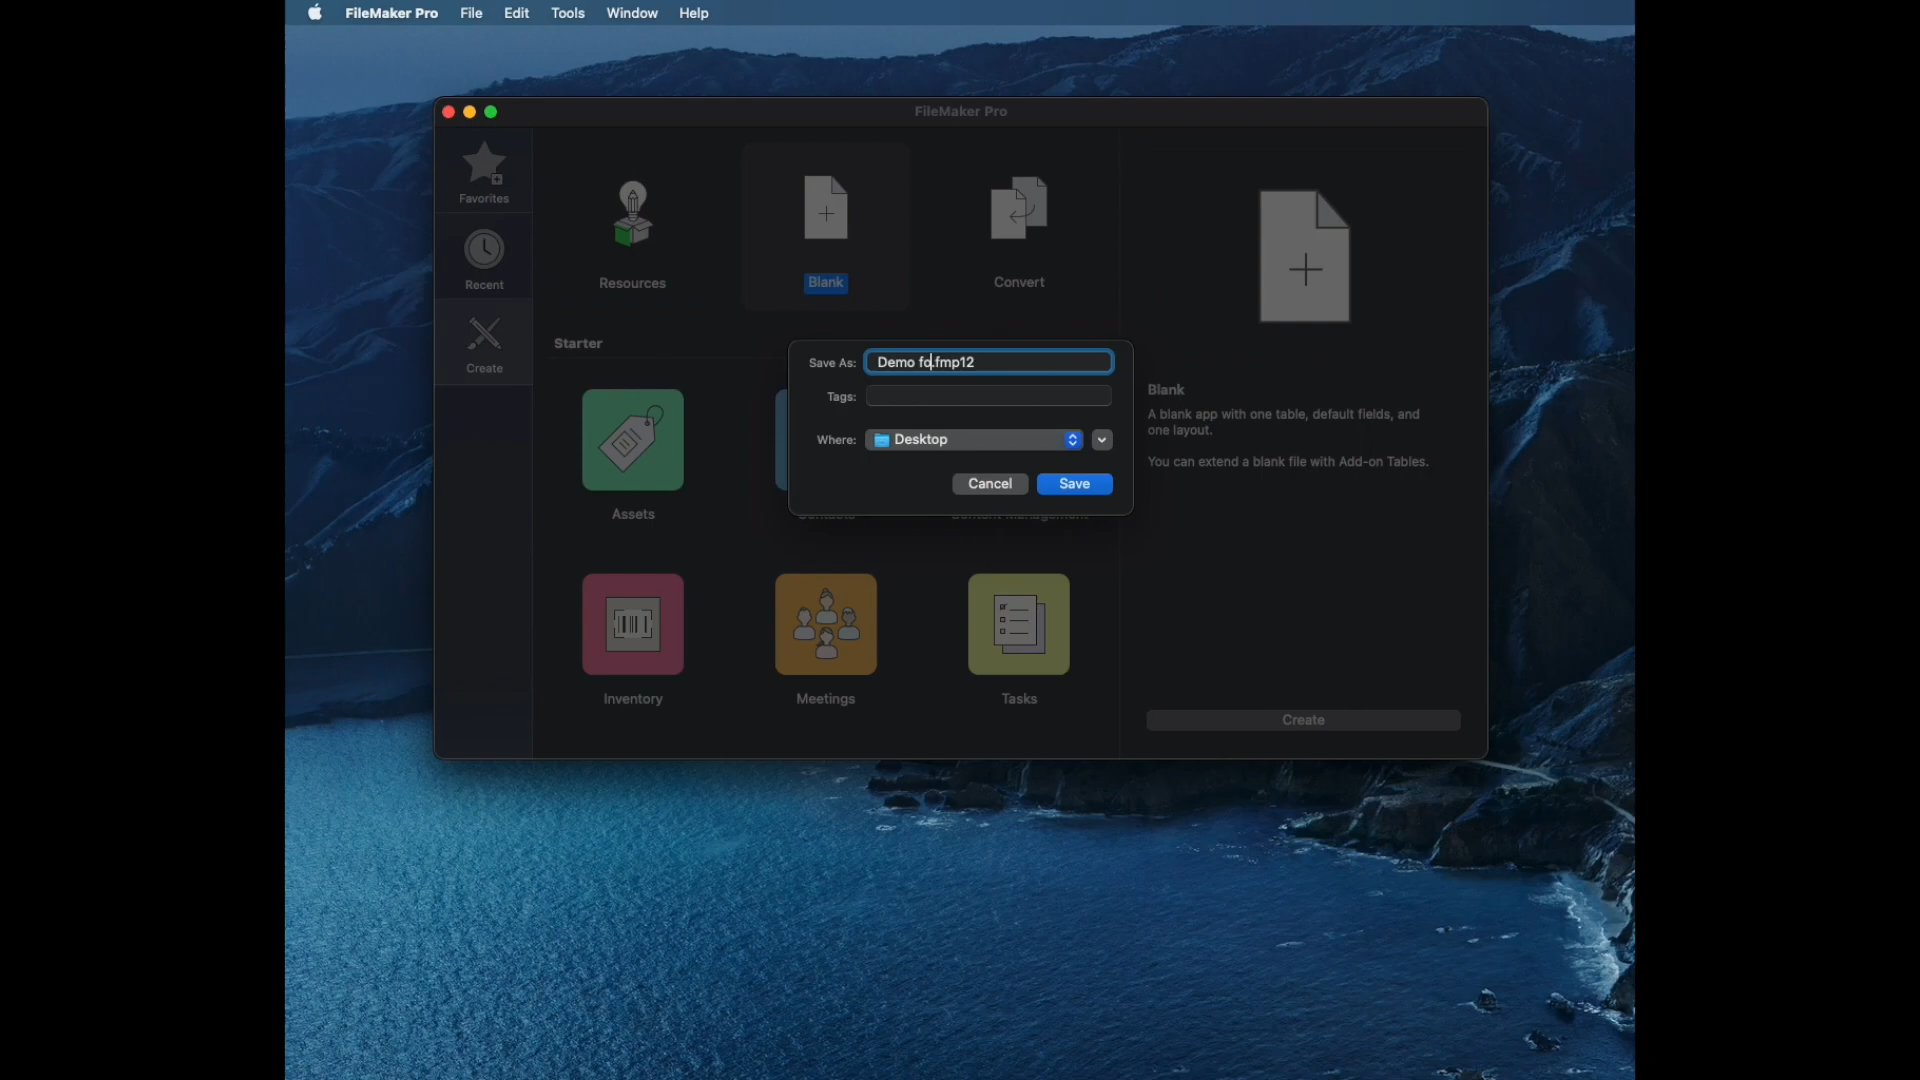 FileMaker Pro File Edit Tools Window Help
FileMaker Pro
Favorites
Recent
Create
Resources
Blank
Convert
Starter
Save As: Demo fo.fmp12
Tags:
Where: Desktop
Cancel Save
Assets
Inventory
Meetings
Tasks
Blank
A blank app with one table, default fields, and
one layout.
You can extend a blank file with Add-on Tables.
Create